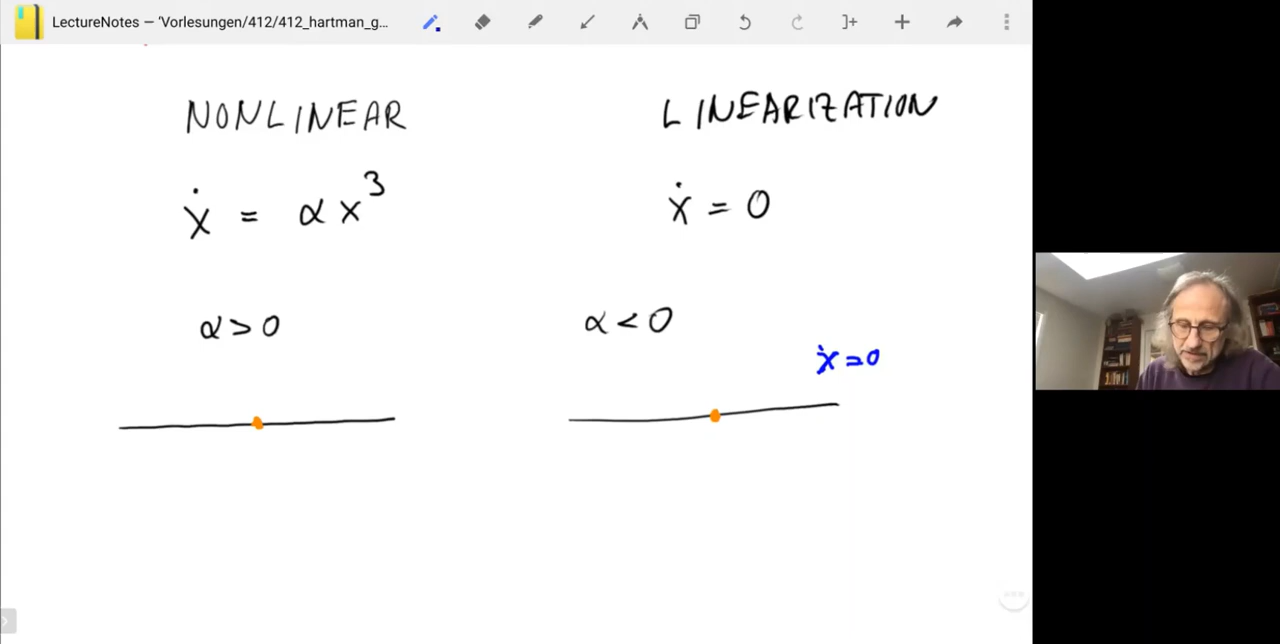 LectureNotes — ‘Vorlesungen/412/412_hartman_g...
NONLINEAR
LINEARIZATION
ẋ = αx³
ẋ = 0
α > 0
α < 0
ẋ = 0